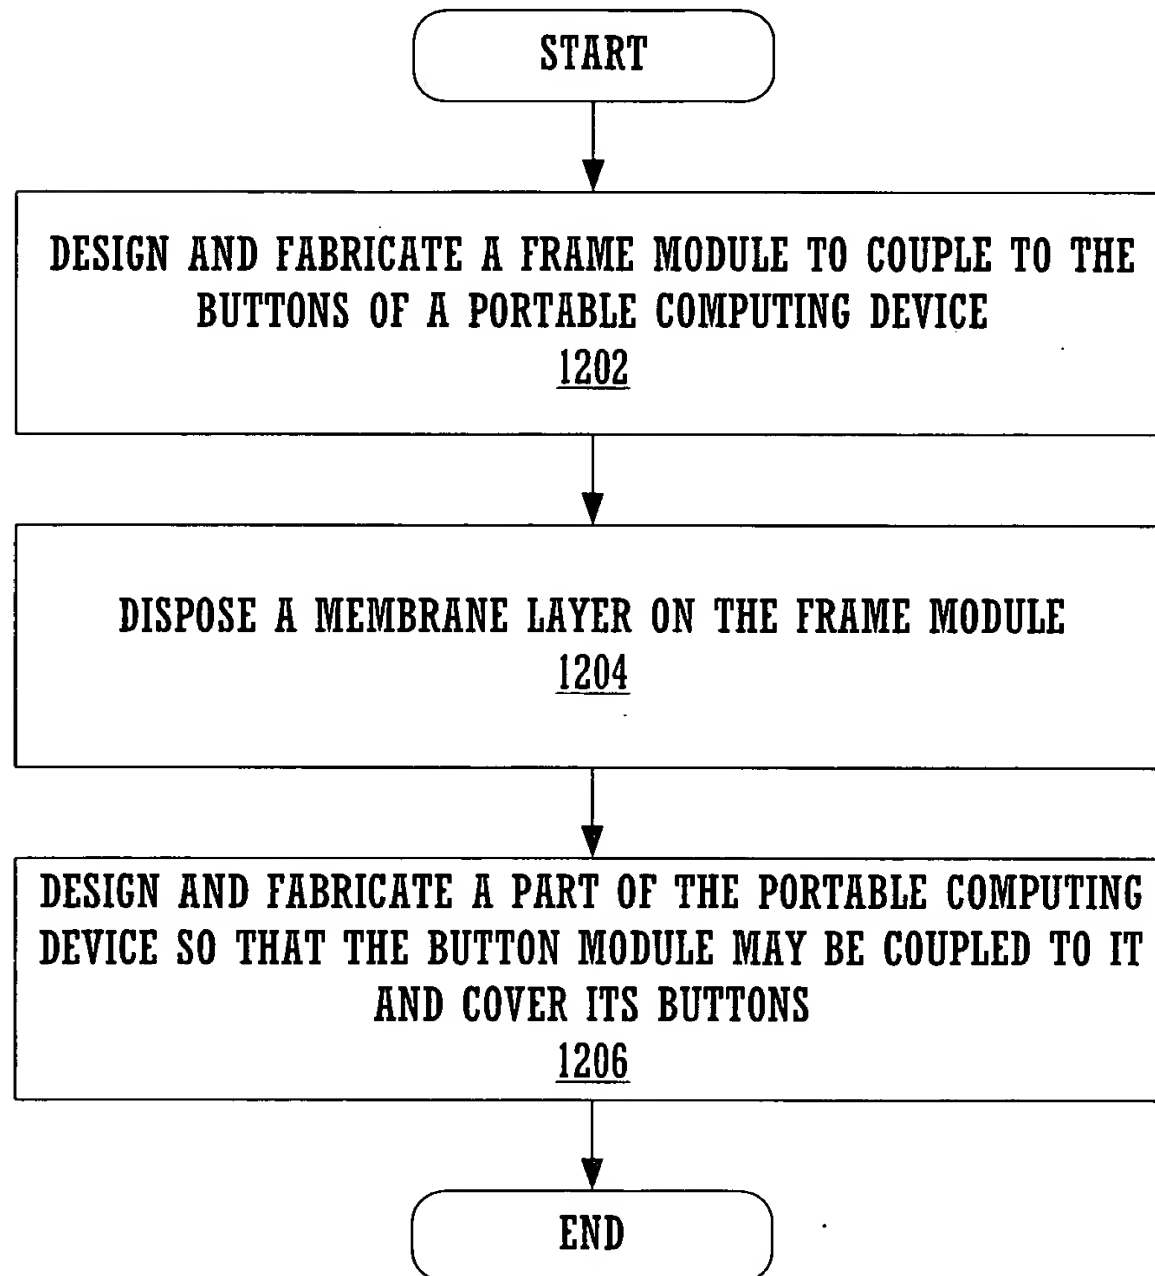 START
DESIGN AND FABRICATE A FRAME MODULE TO COUPLE TO THE
BUTTONS OF A PORTABLE COMPUTING DEVICE
1202
DISPOSE A MEMBRANE LAYER ON THE FRAME MODULE
1204
DESIGN AND FABRICATE A PART OF THE PORTABLE COMPUTING
DEVICE SO THAT THE BUTTON MODULE MAY BE COUPLED TO IT
AND COVER ITS BUTTONS
1206
END